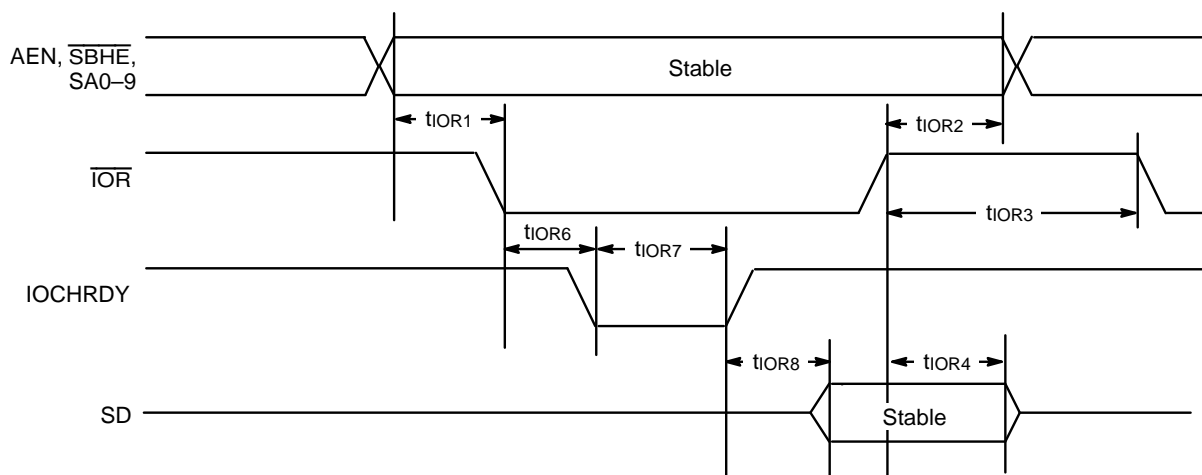 AEN, SBHE,
SA0–9
Stable
tIOR1
tIOR2
IOR
tIOR3
tIOR6
tIOR7
IOCHRDY
tIOR8
tIOR4
SD
Stable